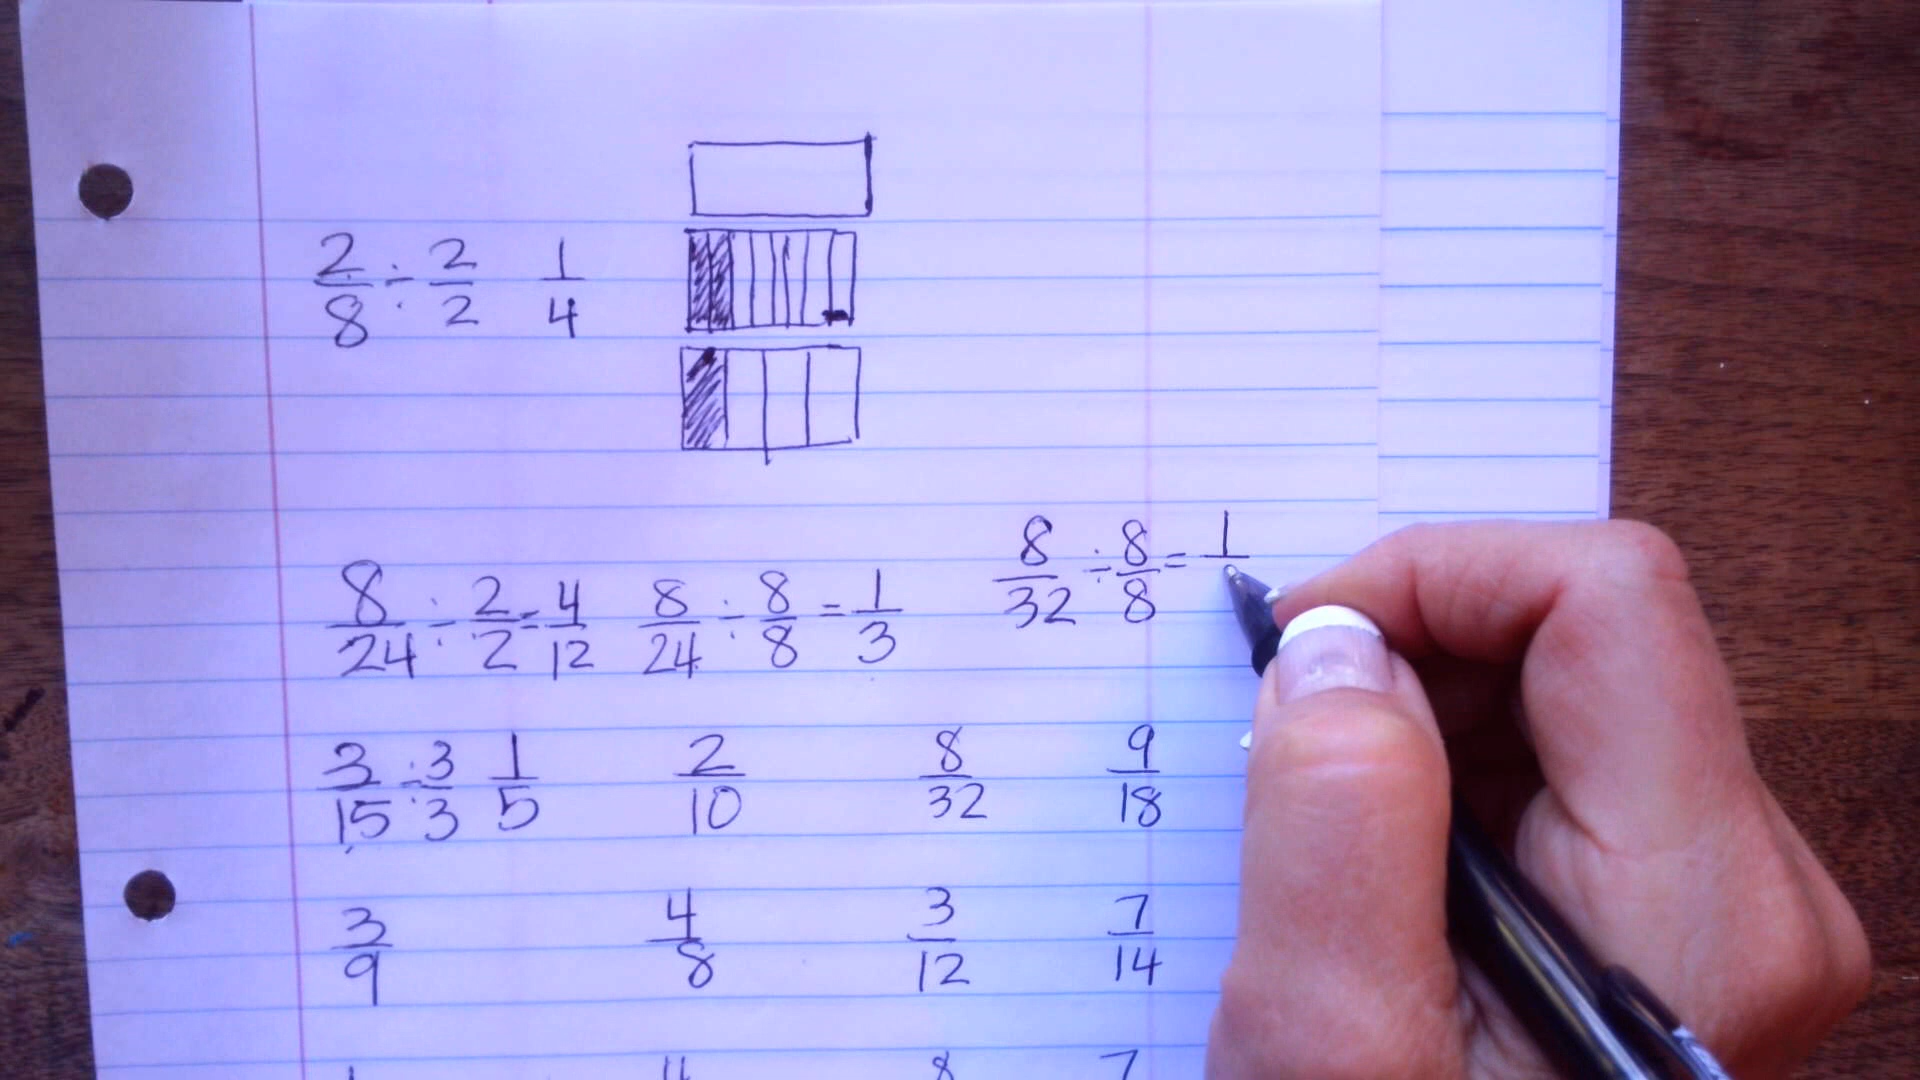 2/8 ÷ 2/2 1/4
8/24 ÷ 2/2 = 4/12 8/24 ÷ 8/8 = 1/3 8/32 ÷ 8/8 = 1/
3/15 ÷ 3/3 1/5 2/10 8/32 9/18
3/9 4/8 3/12 7/14